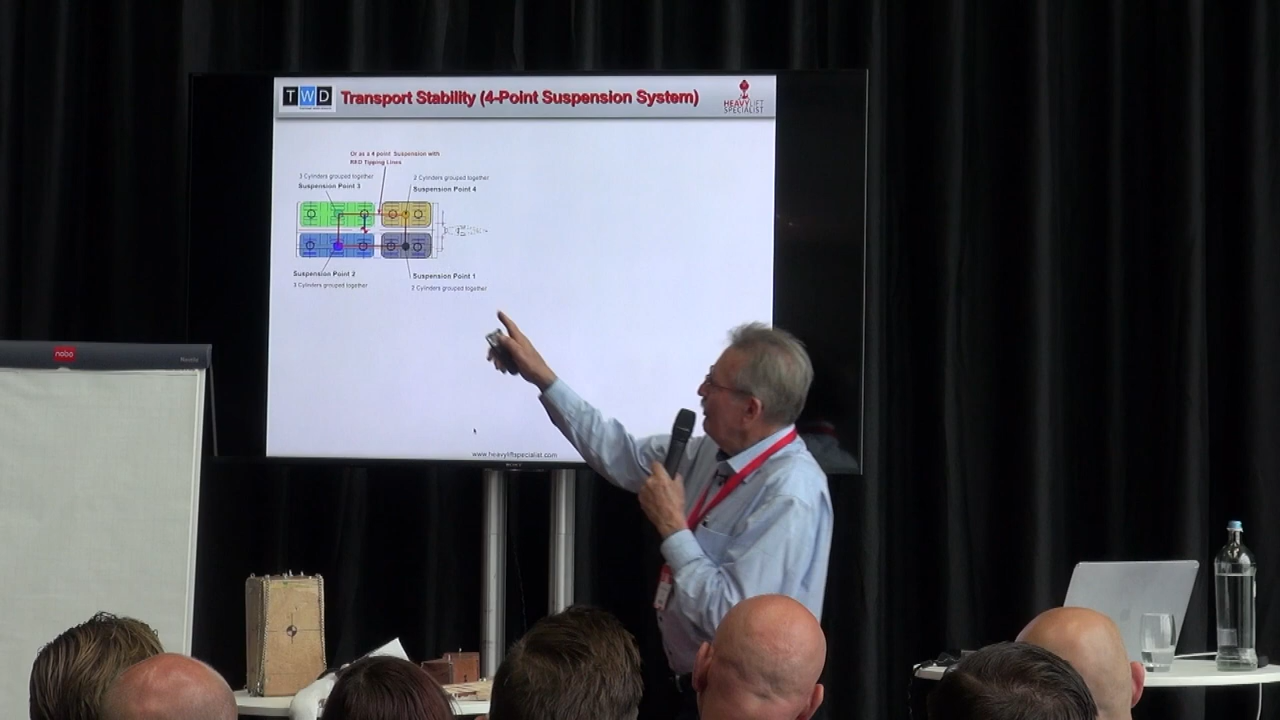 TWD
Transport Stability (4-Point Suspension System)
HEAVYLIFT
SPECIALIST
Or as a 4 point Suspension with
RED Tipping Lines
3 Cylinders grouped together
Suspension Point 3
2 Cylinders grouped together
Suspension Point 4
Suspension Point 2
3 Cylinders grouped together
Suspension Point 1
2 Cylinders grouped together
www.heavyliftspecialist.com
SONY
nobo